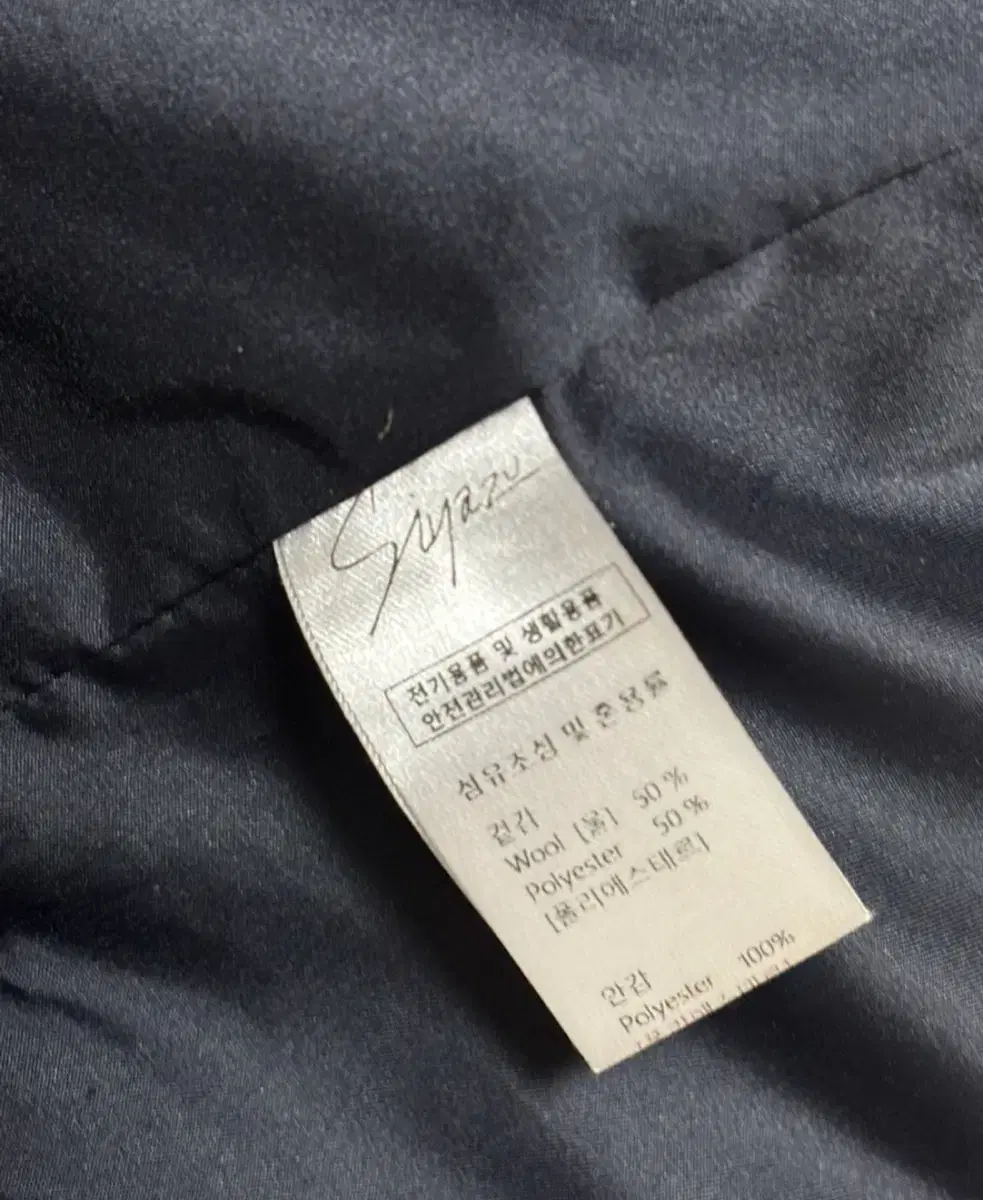 Siyazu
전기용품 및 생활용품
안전관리법에의한표기
섬유조성 및 혼용률
겉감
Wool [울] 50 %
Polyester 50 %
[폴리에스테르]
안감
Polyester 100%